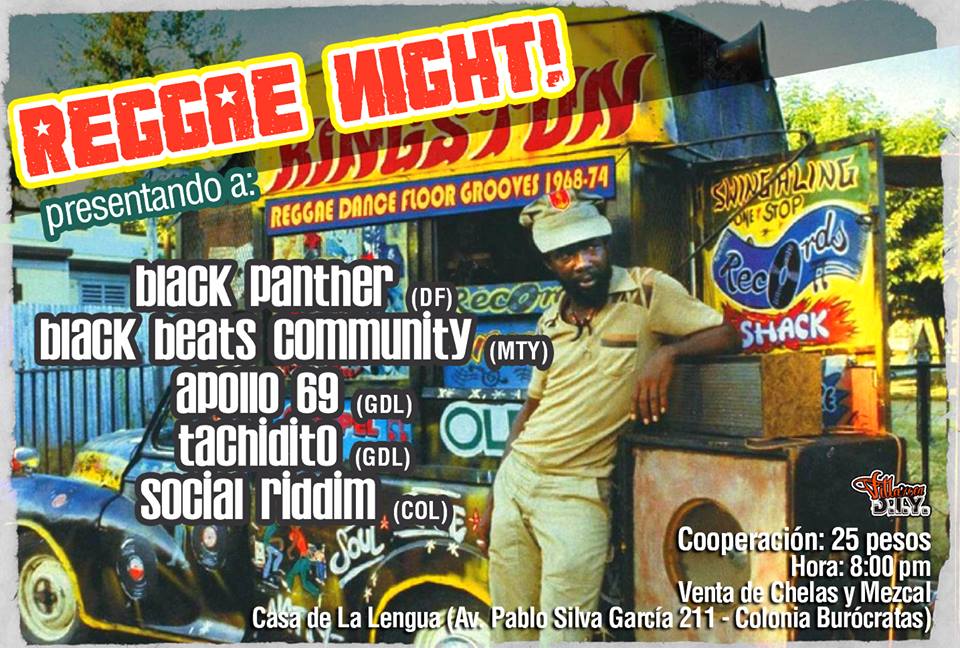 REGGAE NIGHT!
presentando a:
KINGSTON
REGGAE DANCE FLOOR GROOVES 1968-74
SWING A LING
ONE STOP
Records
SHACK
black panther (DF)
black beats community (MTY)
apollo 69 (GDL)
tachidito (GDL)
social riddim (COL)
SOUL
Cooperación: 25 pesos
Hora: 8:00 pm
Venta de Chelas y Mezcal
Casa de La Lengua (Av. Pablo Silva García 211 - Colonia Burócratas)